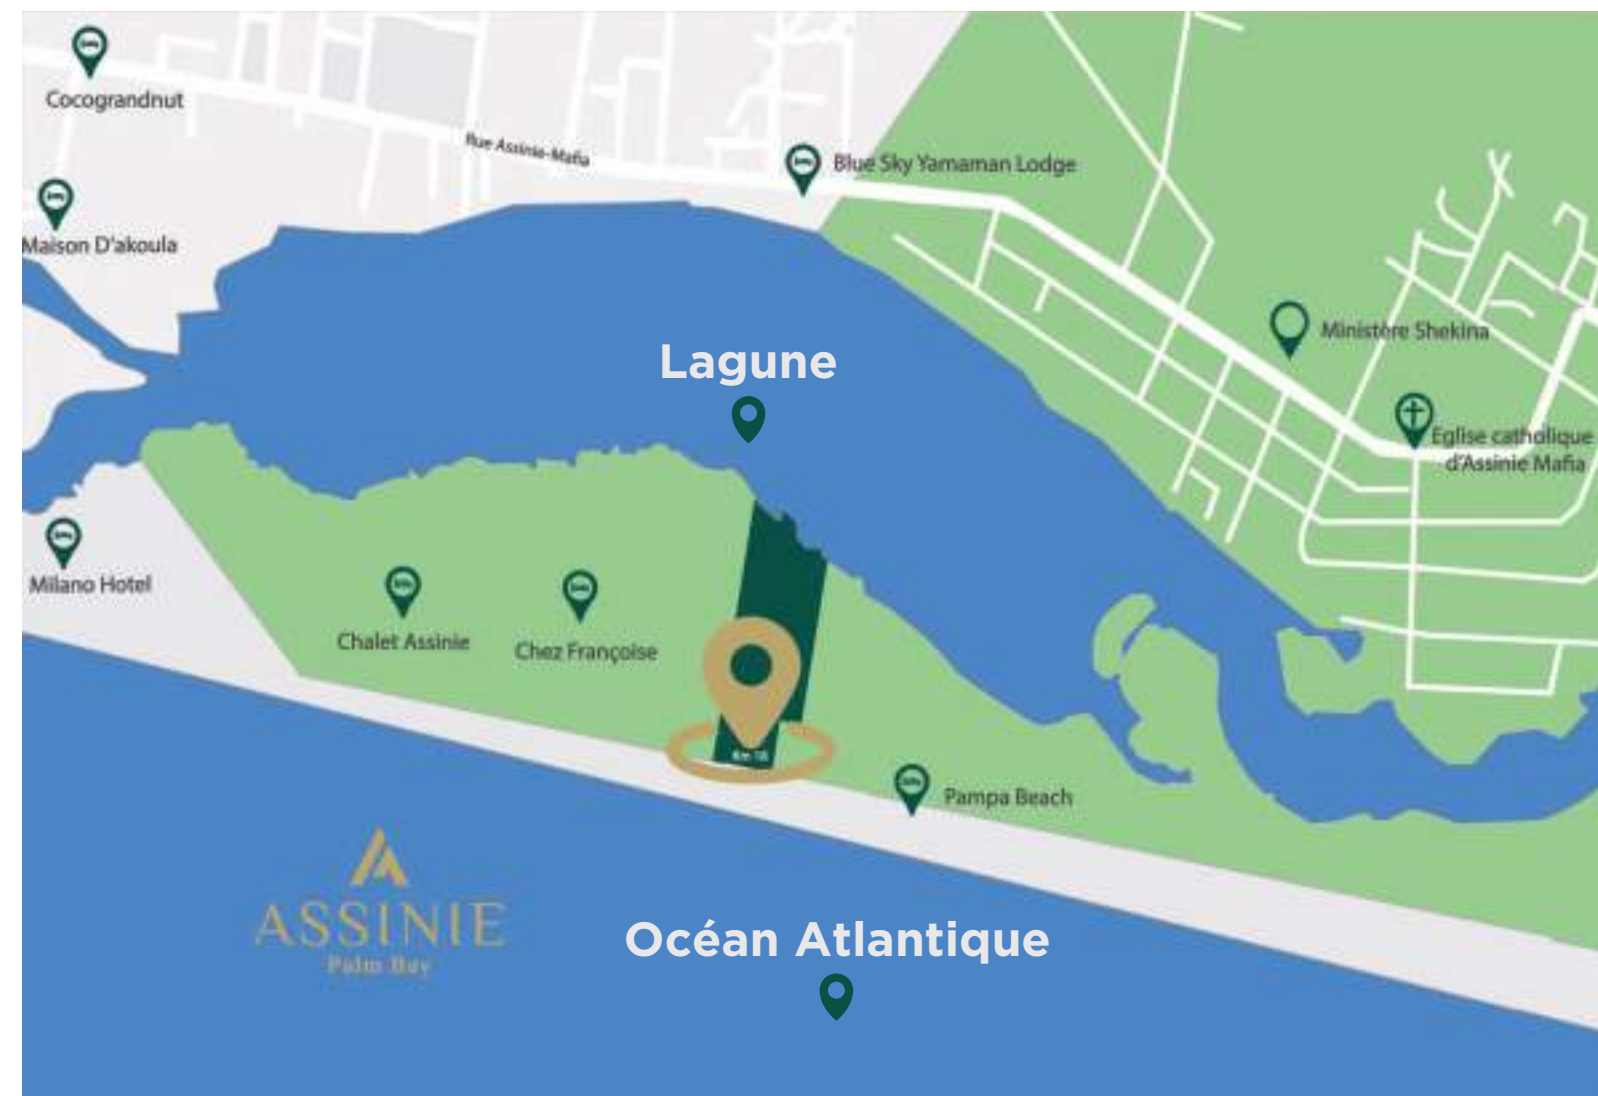 Cocograndnut
Rue Assinie-Mafia
Blue Sky Yamaman Lodge
Maison D'akoula
Ministère Shekina
Lagune
Eglise catholique
d'Assinie Mafia
Milano Hotel
Chalet Assinie
Chez Françoise
Pampa Beach
ASSINIE
Palm Bay
Océan Atlantique